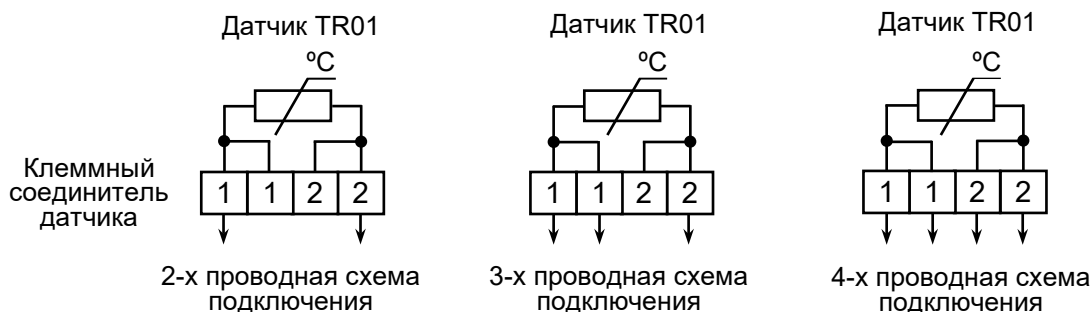 Датчик TR01
ºC
Клеммный
соединитель
датчика
1 1 2 2
2-х проводная схема
подключения
Датчик TR01
ºC
1 1 2 2
3-х проводная схема
подключения
Датчик TR01
ºC
1 1 2 2
4-х проводная схема
подключения